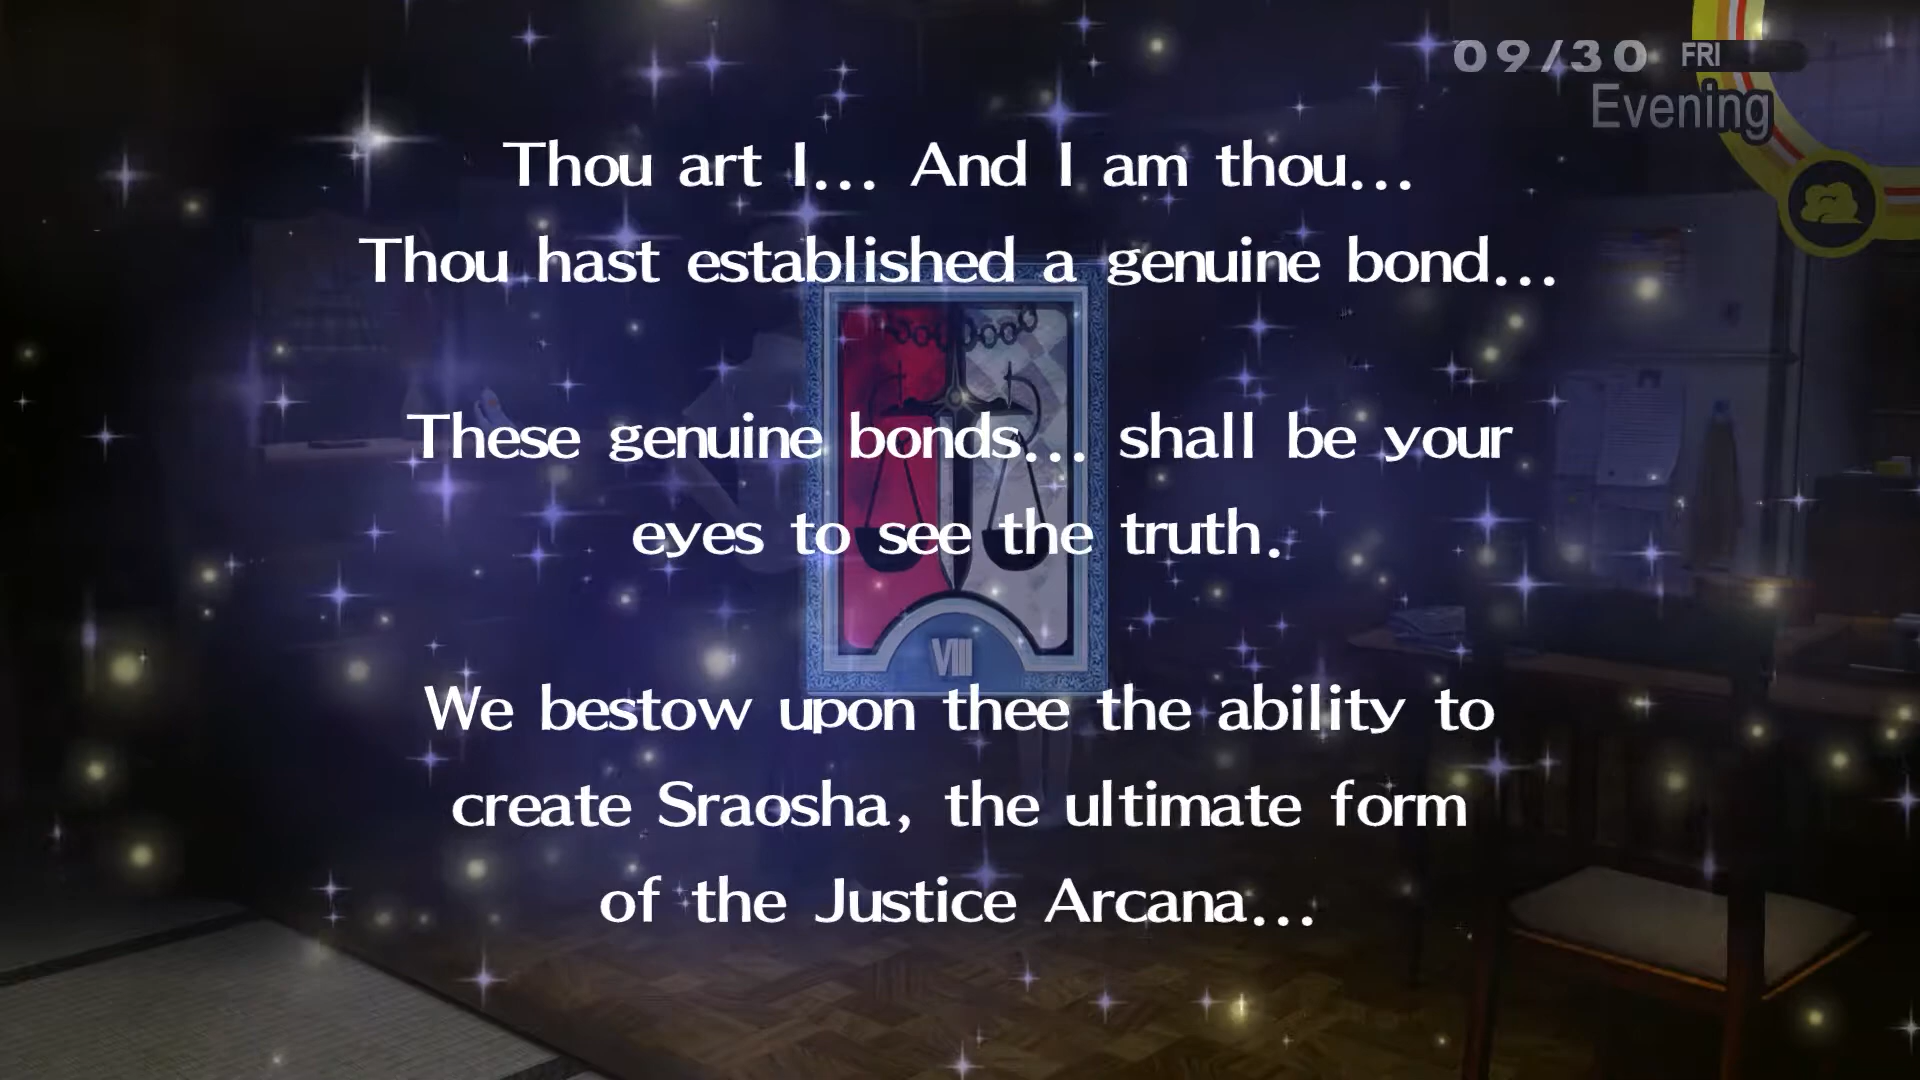 09/30 FRI
Evening
Thou art I... And I am thou...
Thou hast established a genuine bond...
These genuine bonds... shall be your
eyes to see the truth.
VIII
We bestow upon thee the ability to
create Sraosha, the ultimate form
of the Justice Arcana...